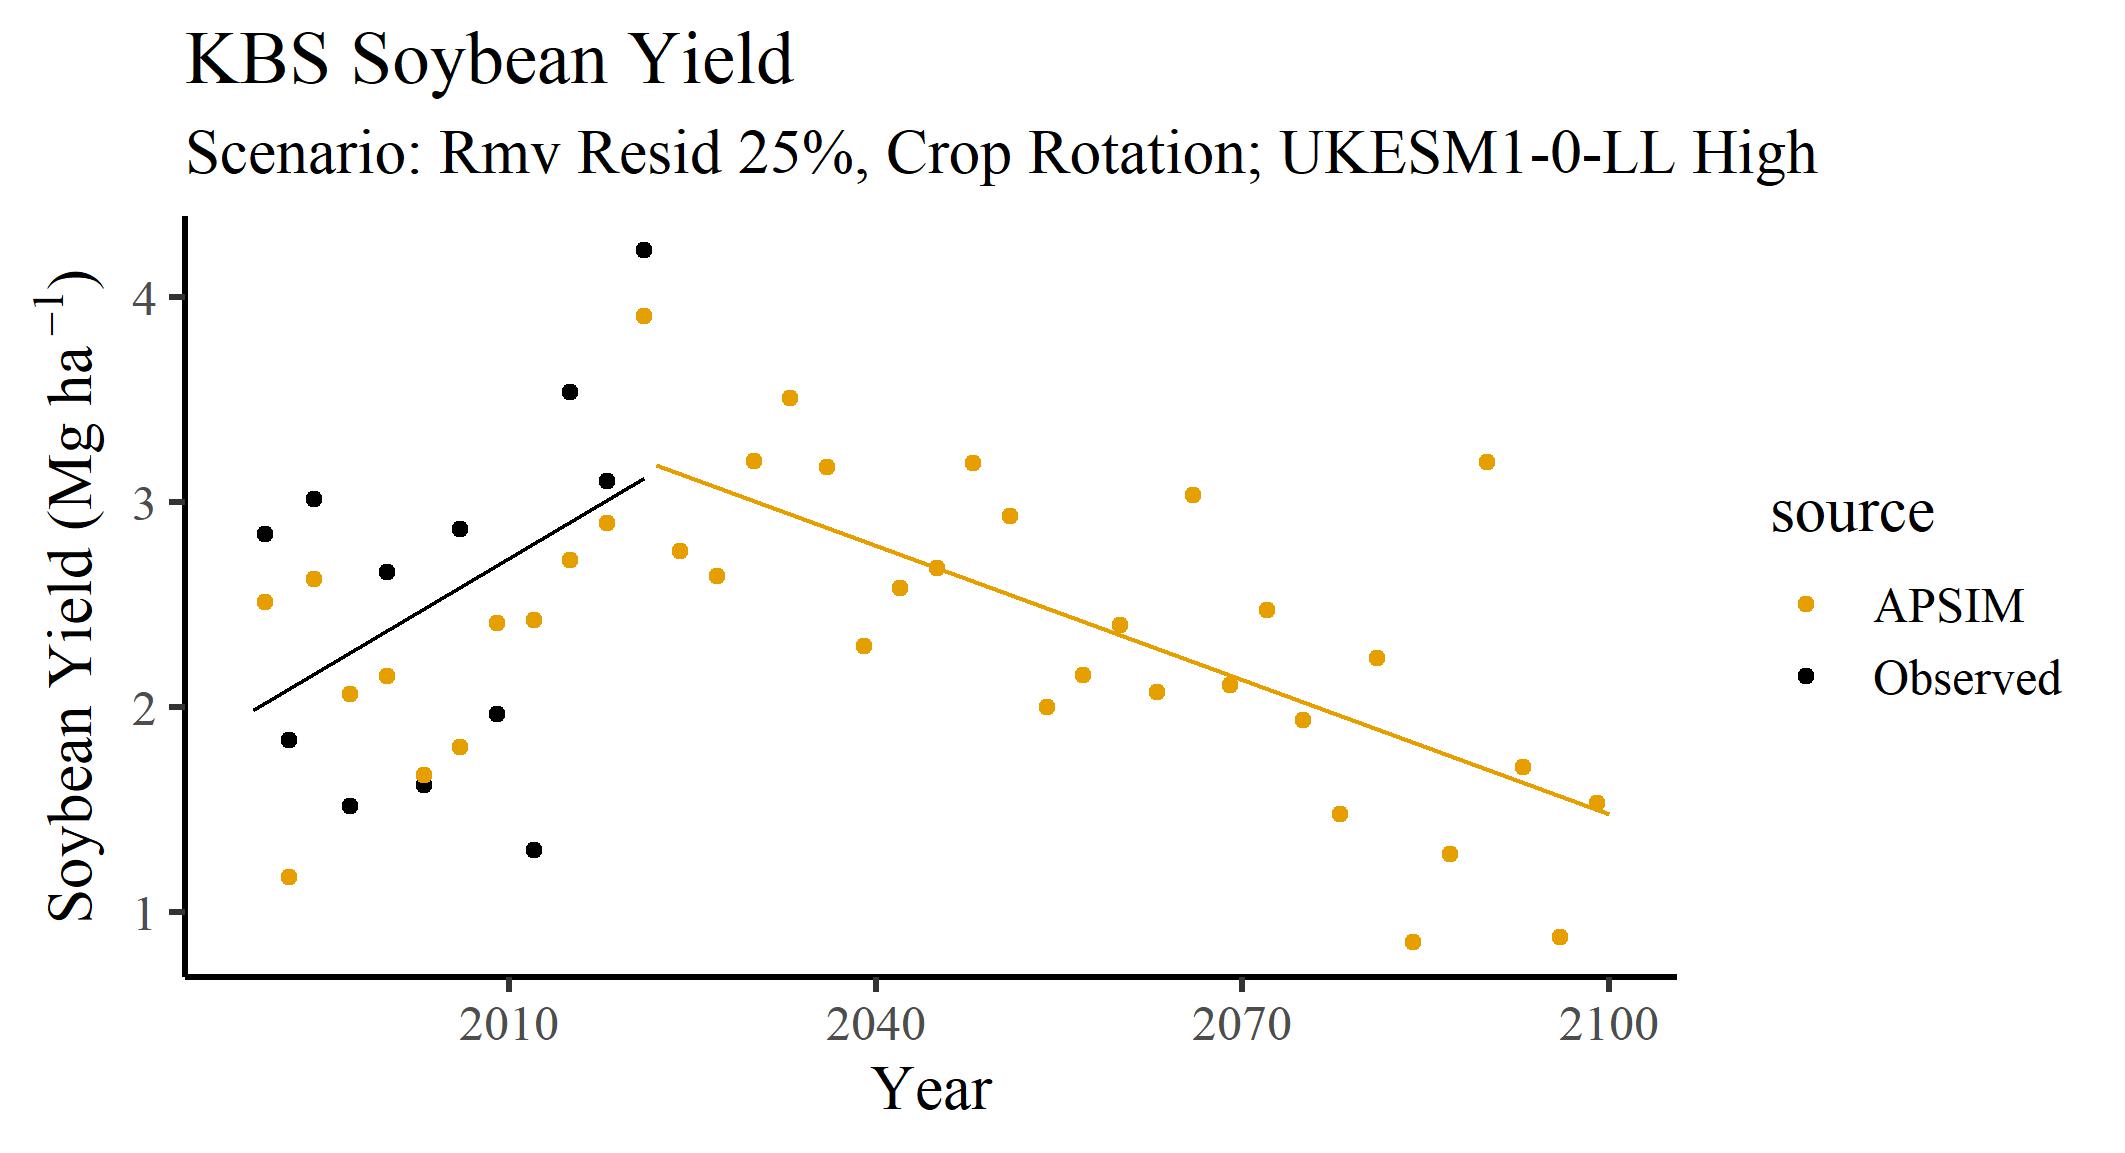 KBS Soybean Yield
Scenario: Rmv Resid 25%, Crop Rotation; UKESM1-0-LL High
Soybean Yield (Mg ha −1)
4
3
2
1
2010
2040
2070
2100
Year
source
APSIM
Observed